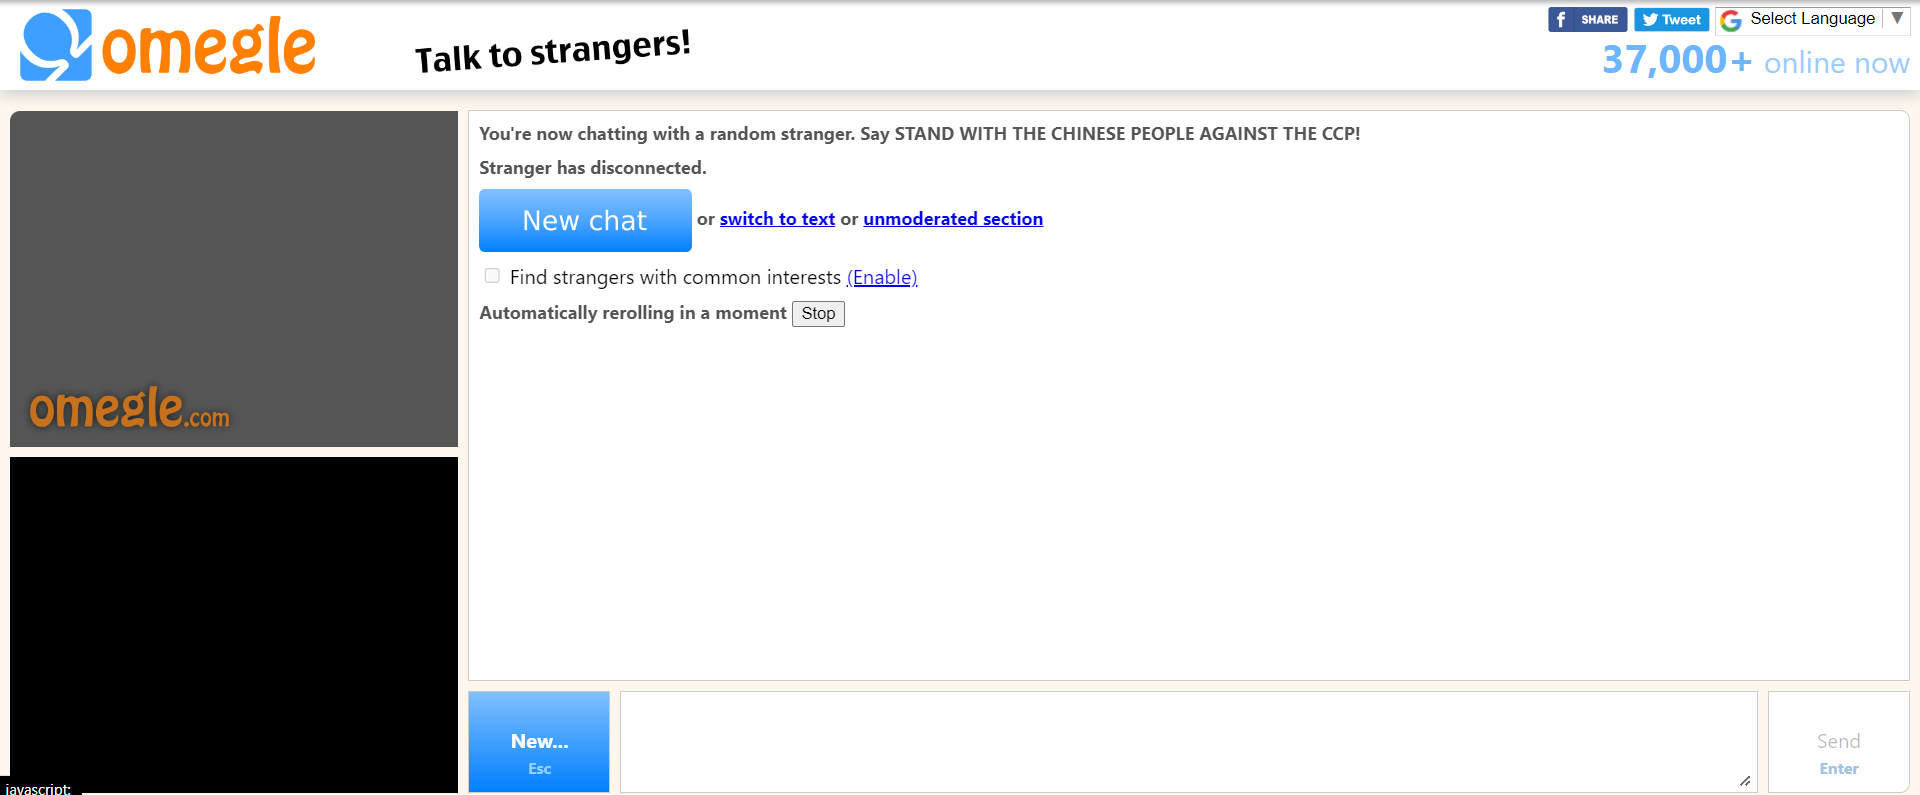 omegle
Talk to strangers!
f SHARE
Tweet
Select Language ▼
37,000+ online now
You're now chatting with a random stranger. Say STAND WITH THE CHINESE PEOPLE AGAINST THE CCP!
Stranger has disconnected.
New chat or switch to text or unmoderated section
Find strangers with common interests (Enable)
Automatically rerolling in a moment Stop
omegle.com
New...
Esc
Send
Enter
javascript: